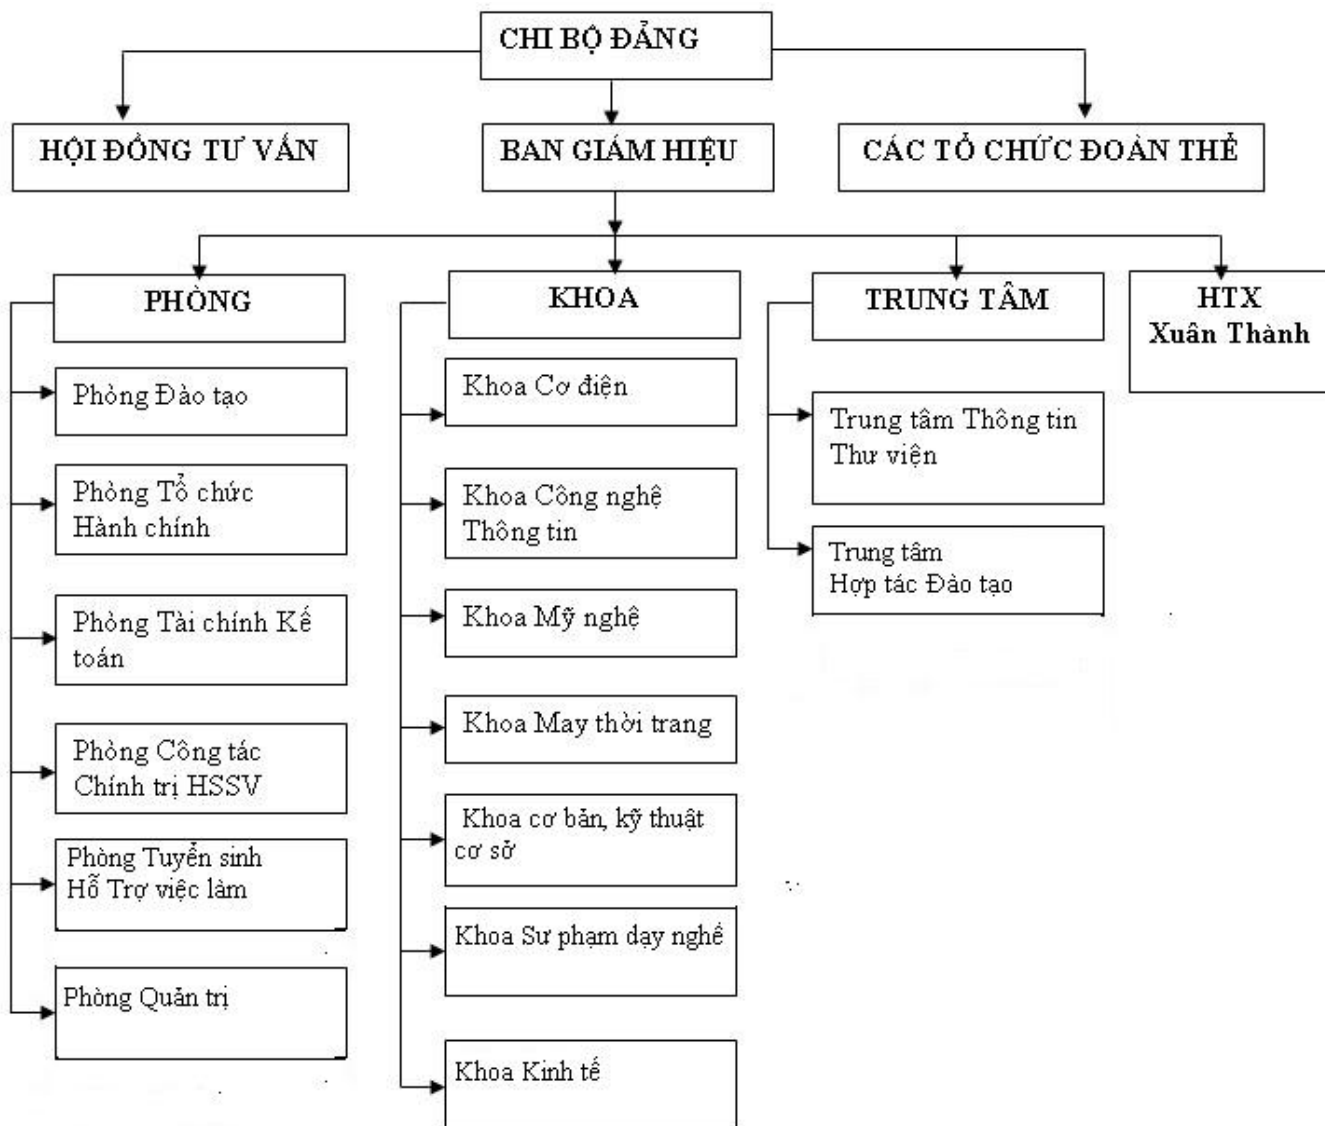 CHI BỘ ĐẢNG
HỘI ĐỒNG TƯ VẤN
BAN GIÁM HIỆU
CÁC TỔ CHỨC ĐOÀN THỂ
PHÒNG
Phòng Đào tạo
Phòng Tổ chức
Hành chính
Phòng Tài chính Kế
toán
Phòng Công tác
Chính trị HSSV
Phòng Tuyển sinh
Hỗ Trợ việc làm
Phòng Quản trị
KHOA
Khoa Cơ điện
Khoa Công nghệ
Thông tin
Khoa Mỹ nghệ
Khoa May thời trang
Khoa cơ bản, kỹ thuật
cơ sở
Khoa Sư phạm dạy nghề
Khoa Kinh tế
TRUNG TÂM
Trung tâm Thông tin
Thư viện
Trung tâm
Hợp tác Đào tạo
HTX
Xuân Thành